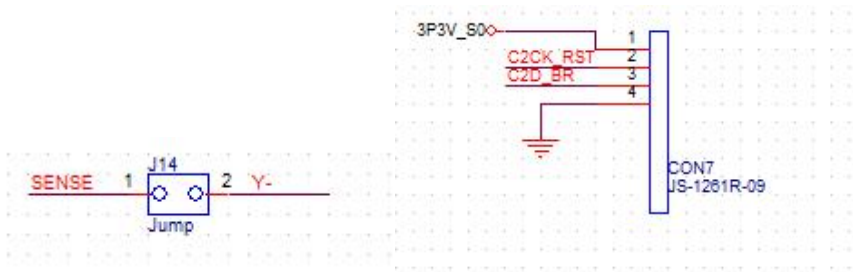 3P3V_S0
1
C2CK_RST
2
C2D_BR
3
4
CON7
JS-1261R-09
J14
SENSE 1 2 Y-
Jump